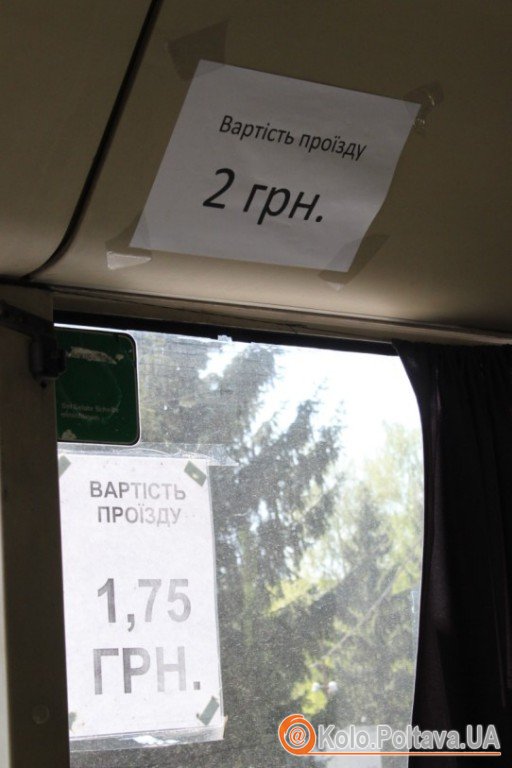 Вартість проїзду
2 грн.
ВАРТІСТЬ
ПРОЇЗДУ
1,75
ГРН.
@Kolo.Poltava.UA